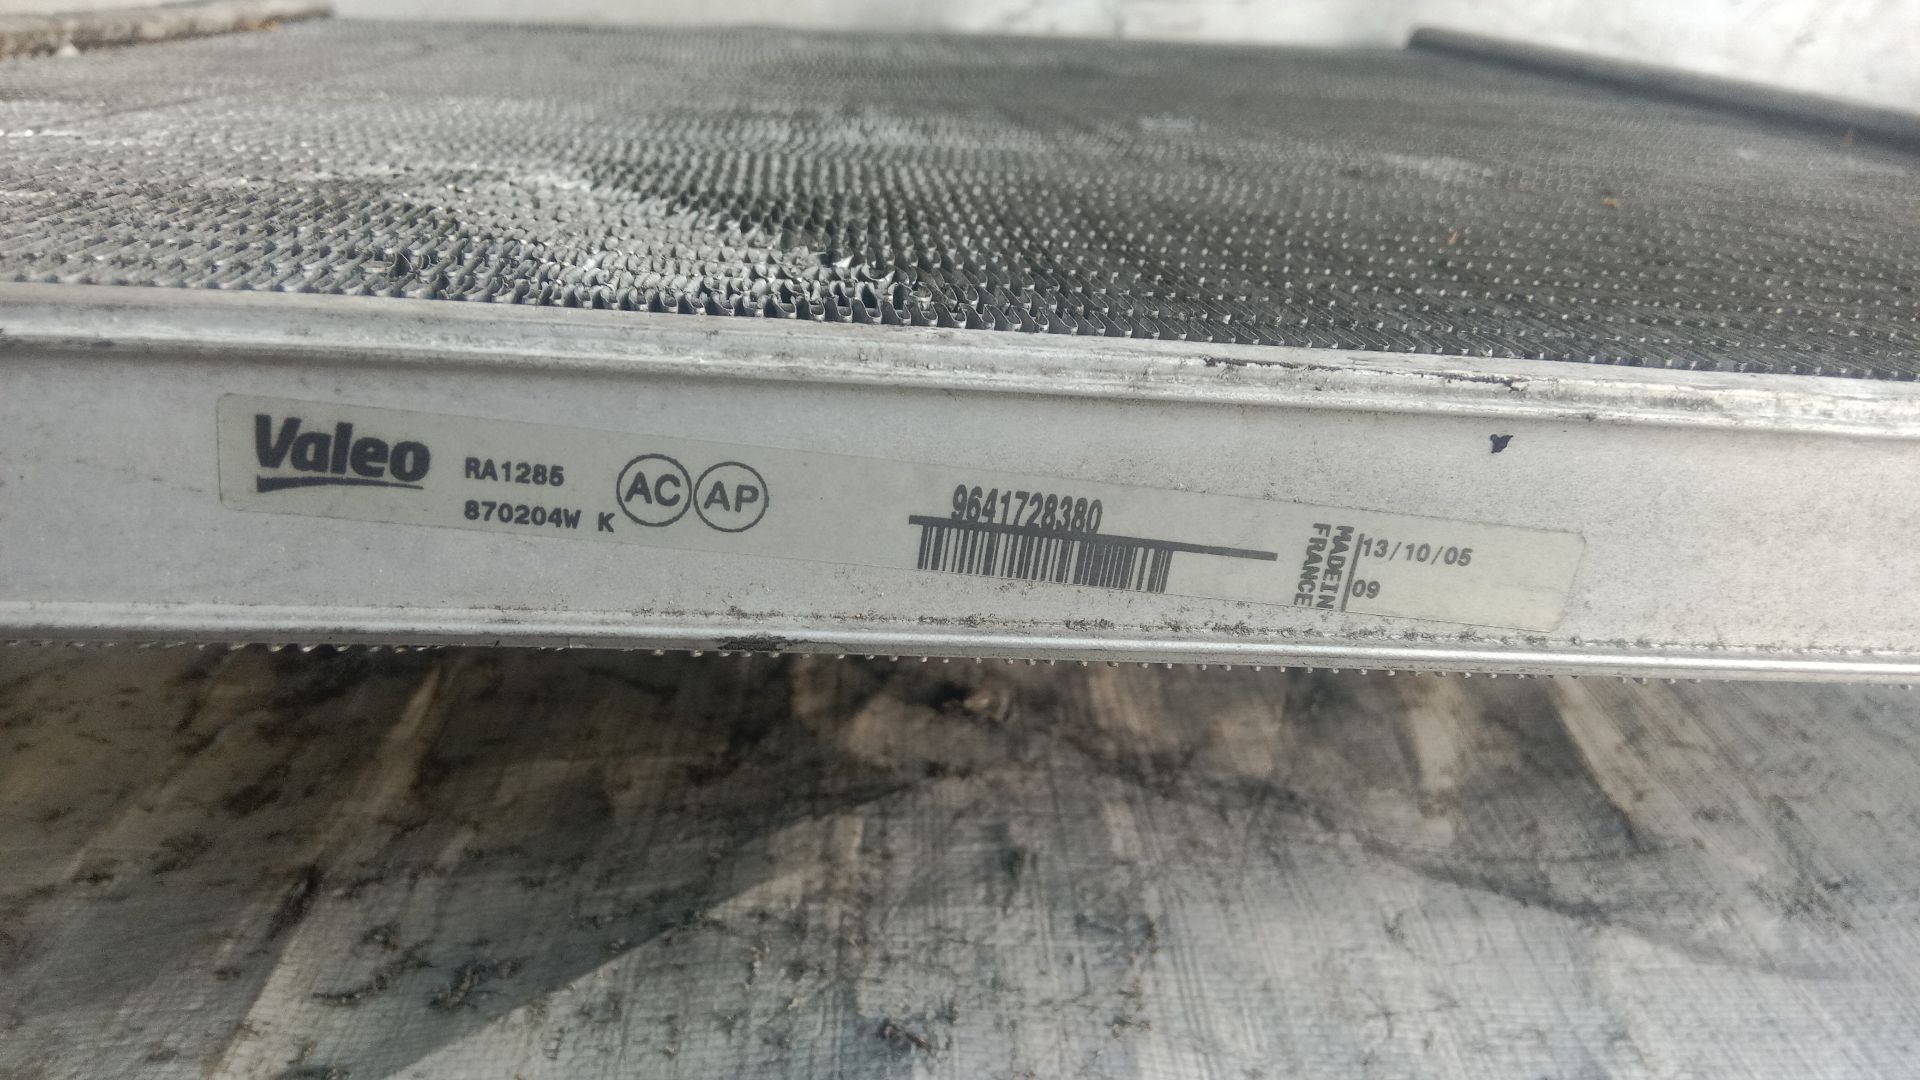 Valeo
RA1285
870204W K
AC AP
9641728380
MADE IN
FRANCE
13/10/05
09